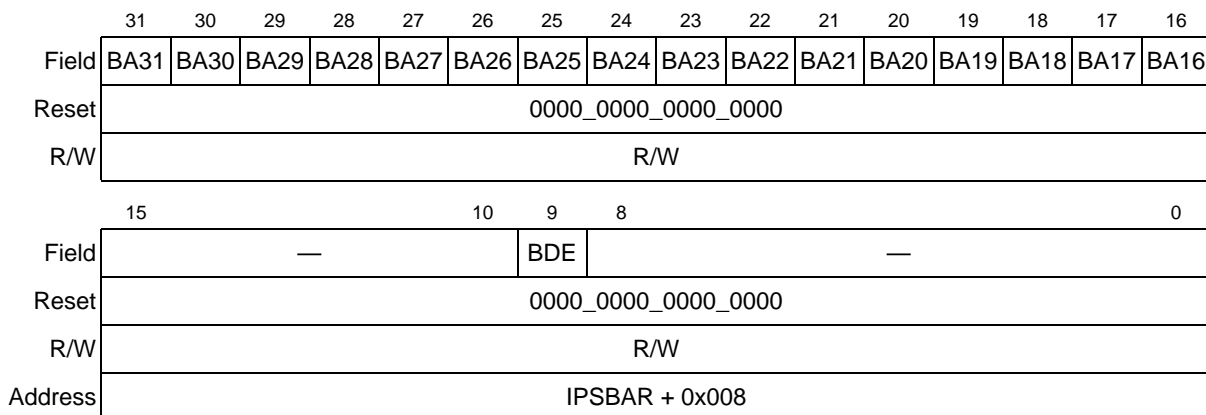 31 30 29 28 27 26 25 24 23 22 21 20 19 18 17 16
Field BA31 BA30 BA29 BA28 BA27 BA26 BA25 BA24 BA23 BA22 BA21 BA20 BA19 BA18 BA17 BA16
Reset 0000_0000_0000_0000
R/W R/W
15 10 9 8 0
Field — BDE —
Reset 0000_0000_0000_0000
R/W R/W
Address IPSBAR + 0x008